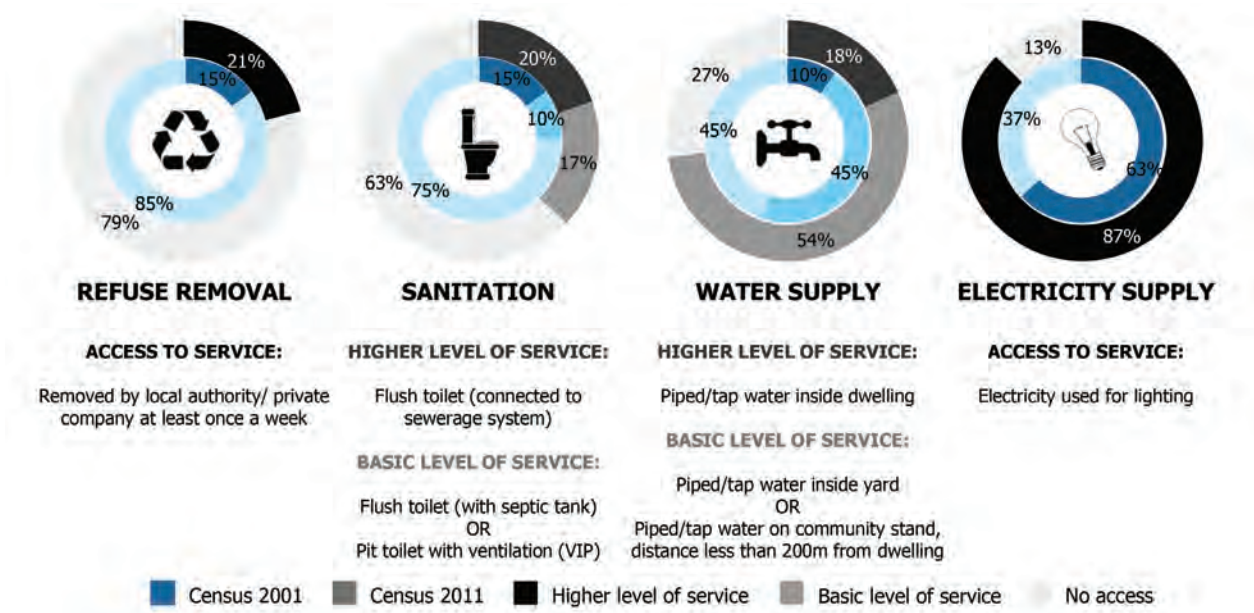 21%
15%
85%
79%
20%
15%
10%
17%
63%
75%
18%
10%
27%
45%
45%
54%
13%
37%
63%
87%
REFUSE REMOVAL
ACCESS TO SERVICE:
Removed by local authority/ private
company at least once a week
SANITATION
HIGHER LEVEL OF SERVICE:
Flush toilet (connected to
sewerage system)
BASIC LEVEL OF SERVICE:
Flush toilet (with septic tank)
OR
Pit toilet with ventilation (VIP)
WATER SUPPLY
HIGHER LEVEL OF SERVICE:
Piped/tap water inside dwelling
BASIC LEVEL OF SERVICE:
Piped/tap water inside yard
OR
Piped/tap water on community stand,
distance less than 200m from dwelling
ELECTRICITY SUPPLY
ACCESS TO SERVICE:
Electricity used for lighting
Census 2001
Census 2011
Higher level of service
Basic level of service
No access